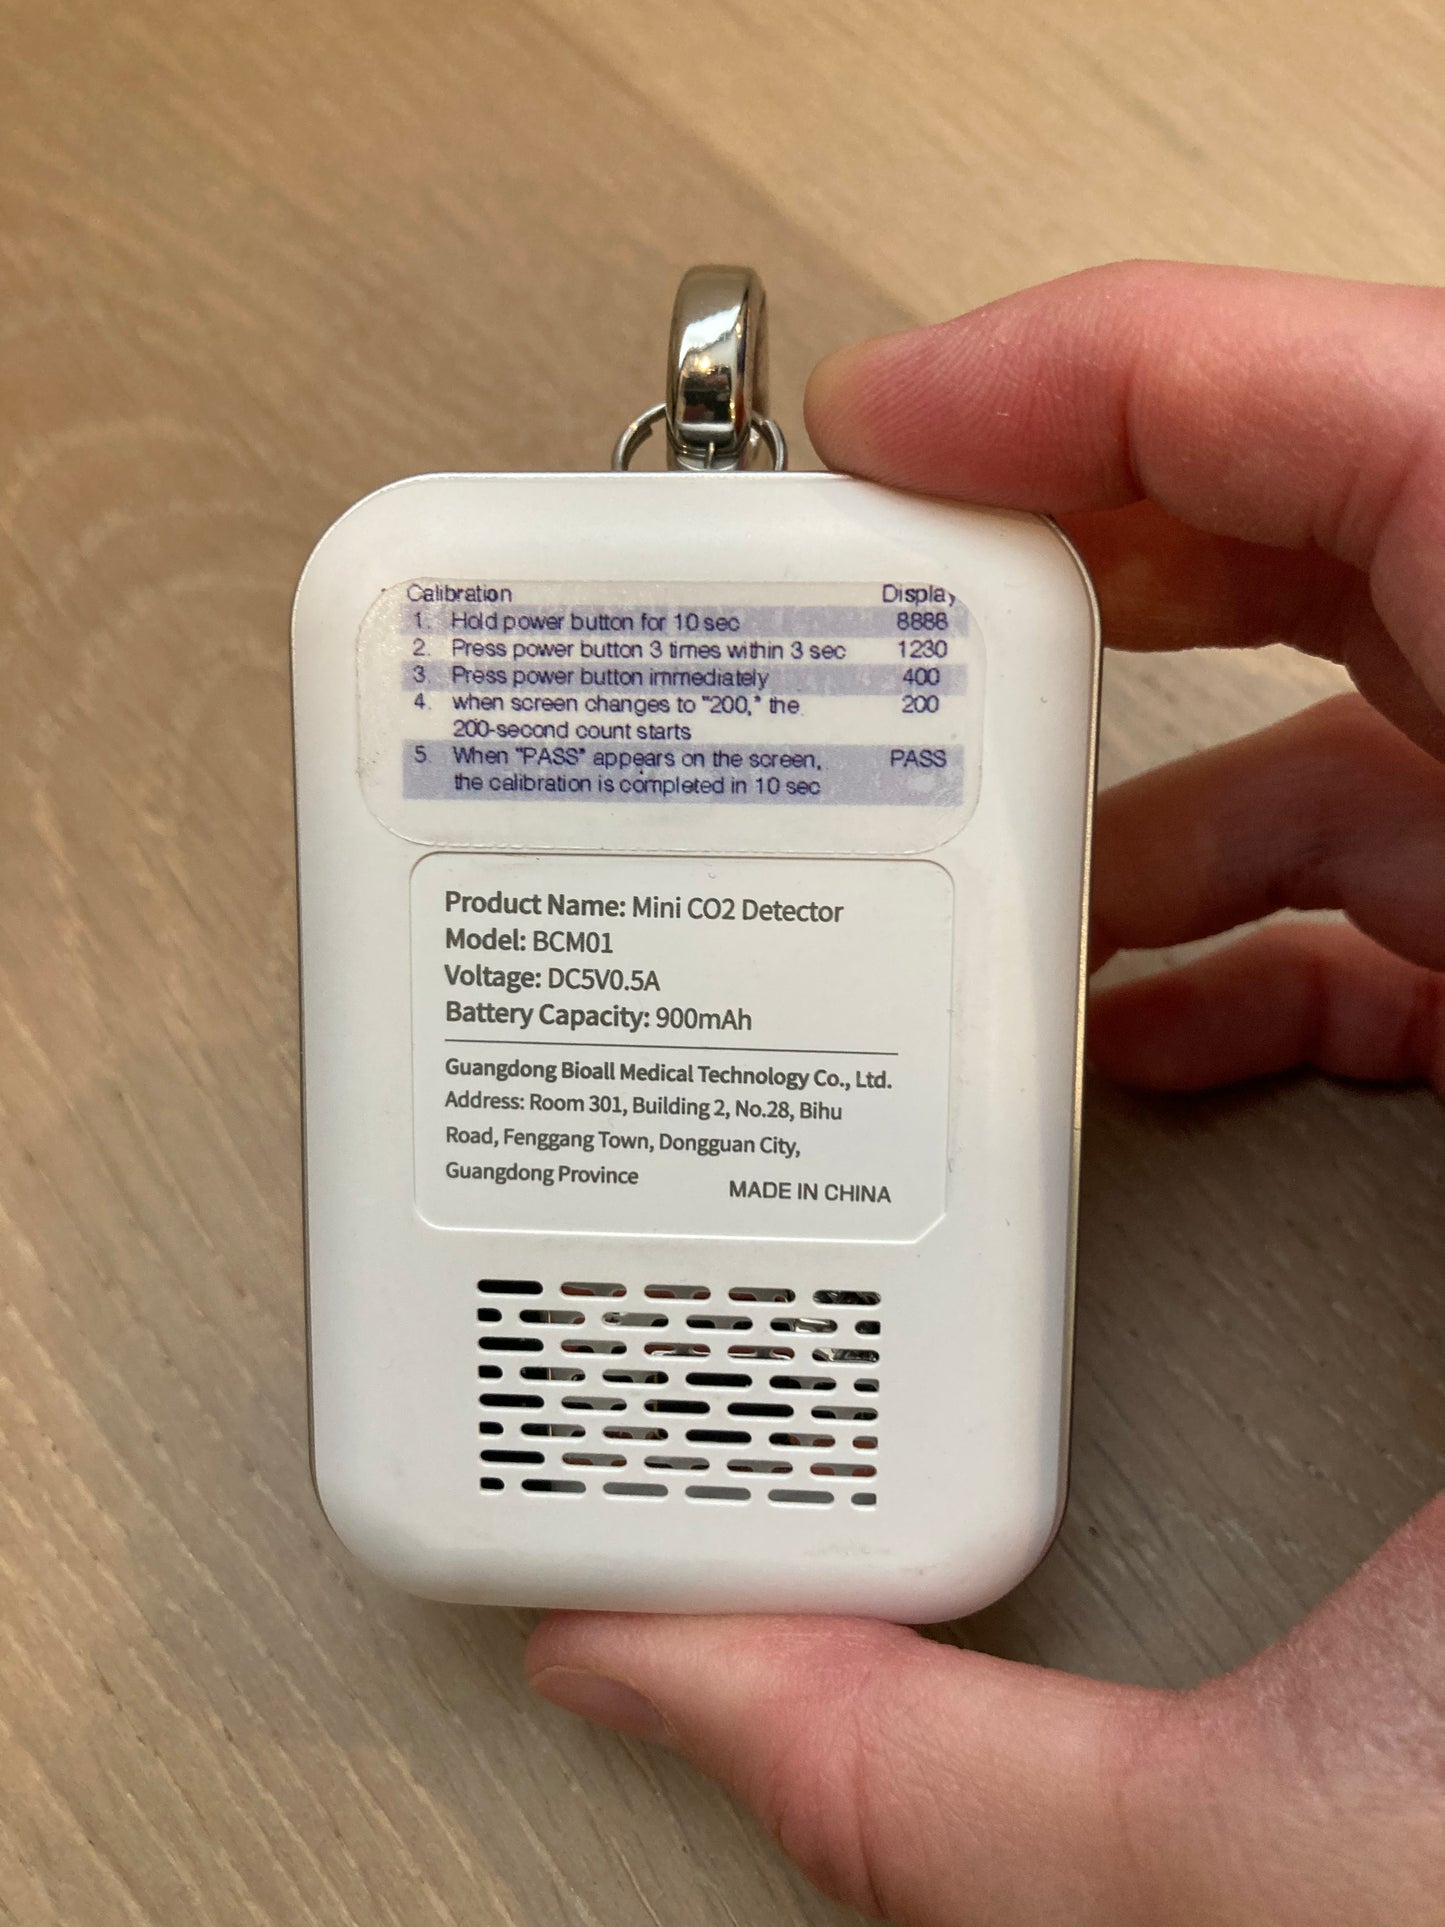 Calibration Display
1. Hold power button for 10 sec 8888
2. Press power button 3 times within 3 sec 1230
3. Press power button immediately 400
4. when screen changes to "200," the 200
200-second count starts
5. When "PASS" appears on the screen, PASS
the calibration is completed in 10 sec
Product Name: Mini CO2 Detector
Model: BCM01
Voltage: DC5V0.5A
Battery Capacity: 900mAh
Guangdong Bioall Medical Technology Co., Ltd.
Address: Room 301, Building 2, No.28, Bihu
Road, Fenggang Town, Dongguan City,
Guangdong Province
MADE IN CHINA